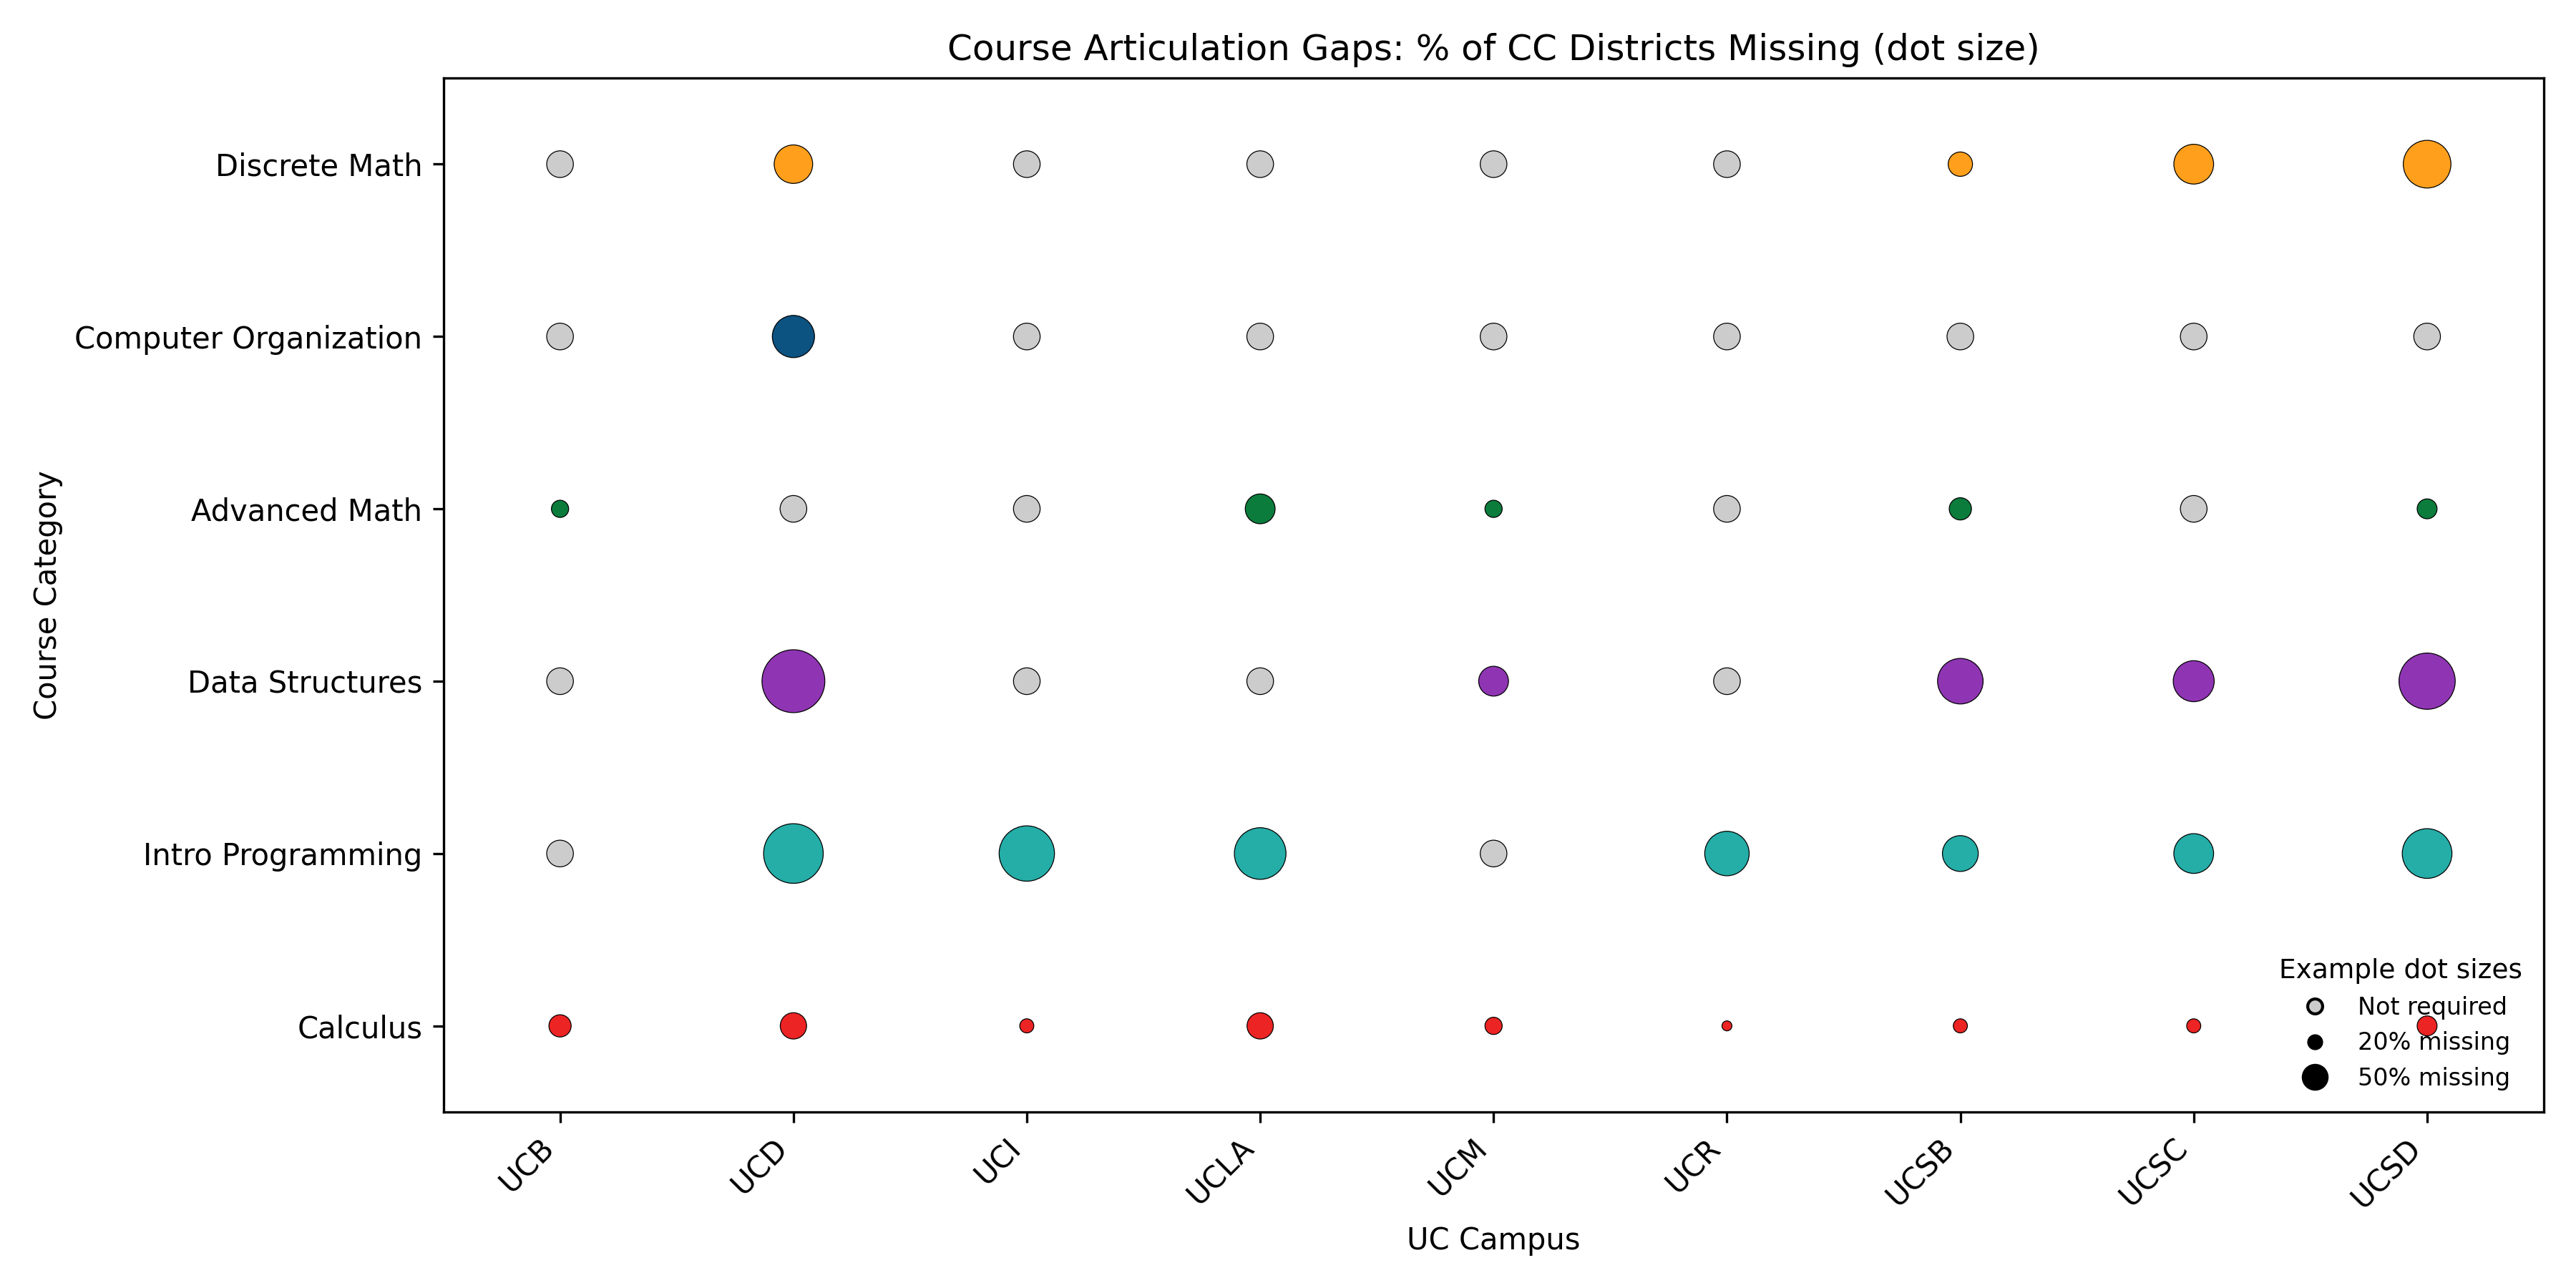 Course Articulation Gaps: % of CC Districts Missing (dot size)
Discrete Math
Computer Organization
Advanced Math
Data Structures
Intro Programming
Calculus
Course Category
Example dot sizes
Not required
20% missing
50% missing
UCB
UCD
UCI
UCLA
UCM
UCR
UCSB
UCSC
UCSD
UC Campus